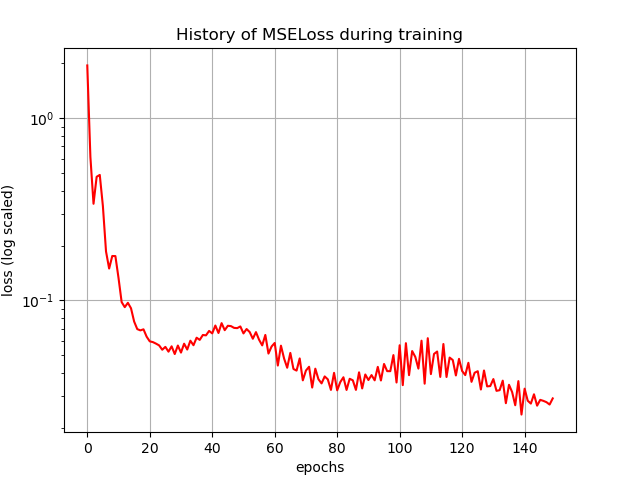 History of MSELoss during training
loss (log scaled)
10⁰
10⁻¹
0 20 40 60 80 100 120 140
epochs